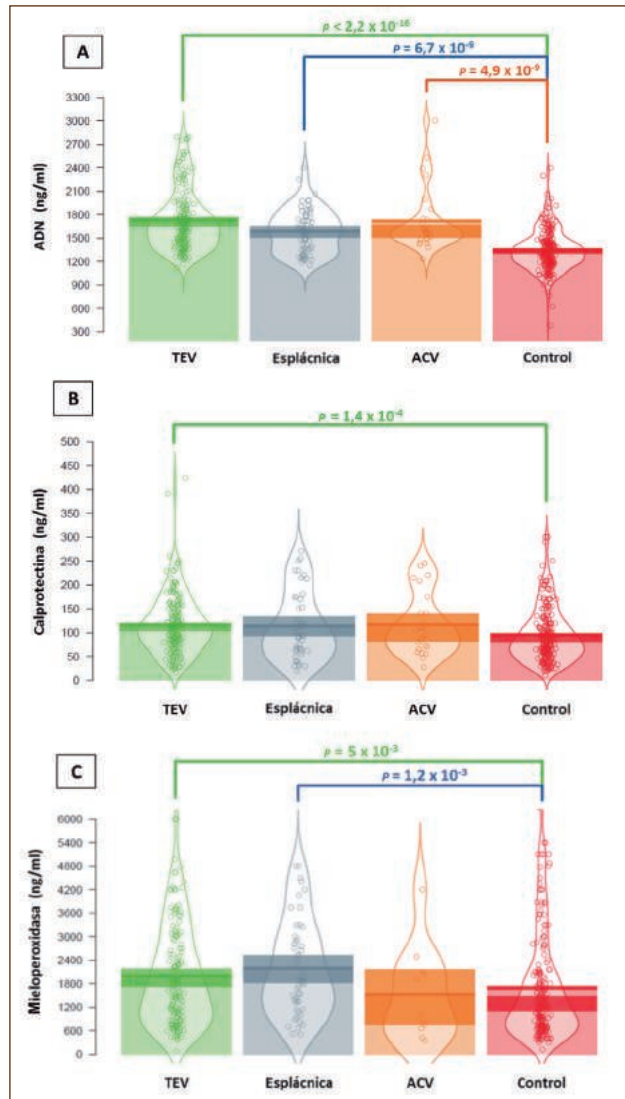 A
p < 2,2 x 10-16
p = 6,7 x 10-9
p = 4,9 x 10-9
ADN (ng/ml)
3300
3000
2700
2400
2100
1800
1500
1200
900
600
300
TEV Esplácnica ACV Control
B
p = 1,4 x 10-4
Calprotectina (ng/ml)
500
450
400
350
300
250
200
150
100
50
0
TEV Esplácnica ACV Control
C
p = 5 x 10-3
p = 1,2 x 10-3
Mieloperoxidasa (ng/ml)
6000
4800
4200
3600
3000
2400
1800
1200
600
0
TEV Esplácnica ACV Control